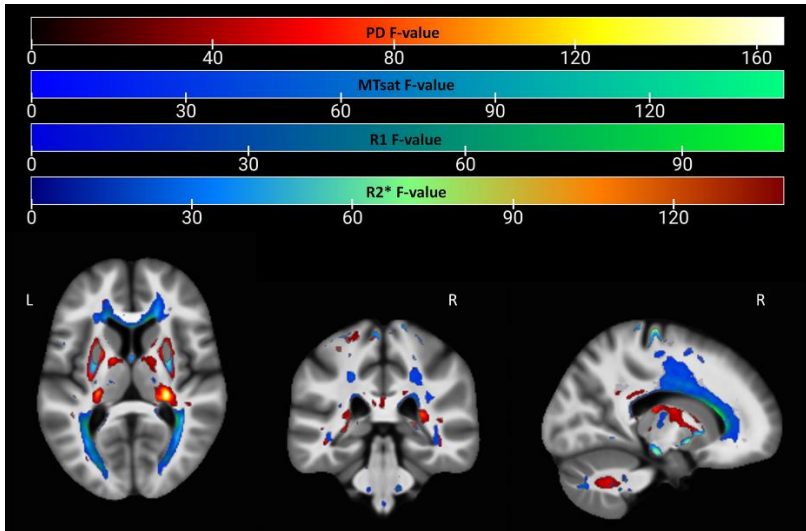 PD F-value
0 40 80 120 160
MTsat F-value
0 30 60 90 120
R1 F-value
0 30 60 90
R2* F-value
0 30 60 90 120
L R R